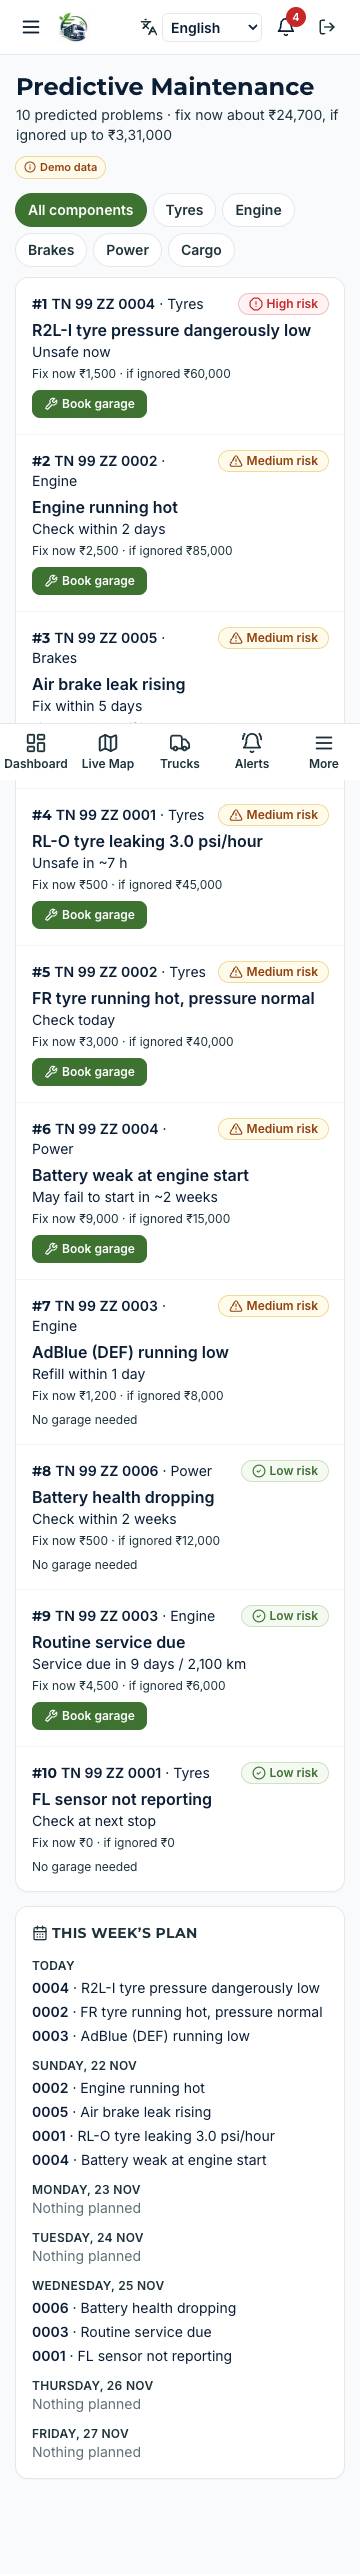 English
4
Predictive Maintenance
10 predicted problems · fix now about ₹24,700, if
ignored up to ₹3,31,000
Demo data
All components
Tyres
Engine
Brakes
Power
Cargo
#1 TN 99 ZZ 0004 · Tyres
High risk
R2L-I tyre pressure dangerously low
Unsafe now
Fix now ₹1,500 · if ignored ₹60,000
Book garage
#2 TN 99 ZZ 0002 ·
Engine
Medium risk
Engine running hot
Check within 2 days
Fix now ₹2,500 · if ignored ₹85,000
Book garage
#3 TN 99 ZZ 0005 ·
Brakes
Medium risk
Air brake leak rising
Fix within 5 days
Dashboard
Live Map
Trucks
Alerts
More
#4 TN 99 ZZ 0001 · Tyres
Medium risk
RL-O tyre leaking 3.0 psi/hour
Unsafe in ~7 h
Fix now ₹500 · if ignored ₹45,000
Book garage
#5 TN 99 ZZ 0002 · Tyres
Medium risk
FR tyre running hot, pressure normal
Check today
Fix now ₹3,000 · if ignored ₹40,000
Book garage
#6 TN 99 ZZ 0004 ·
Power
Medium risk
Battery weak at engine start
May fail to start in ~2 weeks
Fix now ₹9,000 · if ignored ₹15,000
Book garage
#7 TN 99 ZZ 0003 ·
Engine
Medium risk
AdBlue (DEF) running low
Refill within 1 day
Fix now ₹1,200 · if ignored ₹8,000
No garage needed
#8 TN 99 ZZ 0006 · Power
Low risk
Battery health dropping
Check within 2 weeks
Fix now ₹500 · if ignored ₹12,000
No garage needed
#9 TN 99 ZZ 0003 · Engine
Low risk
Routine service due
Service due in 9 days / 2,100 km
Fix now ₹4,500 · if ignored ₹6,000
Book garage
#10 TN 99 ZZ 0001 · Tyres
Low risk
FL sensor not reporting
Check at next stop
Fix now ₹0 · if ignored ₹0
No garage needed
THIS WEEK'S PLAN
TODAY
0004 · R2L-I tyre pressure dangerously low
0002 · FR tyre running hot, pressure normal
0003 · AdBlue (DEF) running low
SUNDAY, 22 NOV
0002 · Engine running hot
0005 · Air brake leak rising
0001 · RL-O tyre leaking 3.0 psi/hour
0004 · Battery weak at engine start
MONDAY, 23 NOV
Nothing planned
TUESDAY, 24 NOV
Nothing planned
WEDNESDAY, 25 NOV
0006 · Battery health dropping
0003 · Routine service due
0001 · FL sensor not reporting
THURSDAY, 26 NOV
Nothing planned
FRIDAY, 27 NOV
Nothing planned